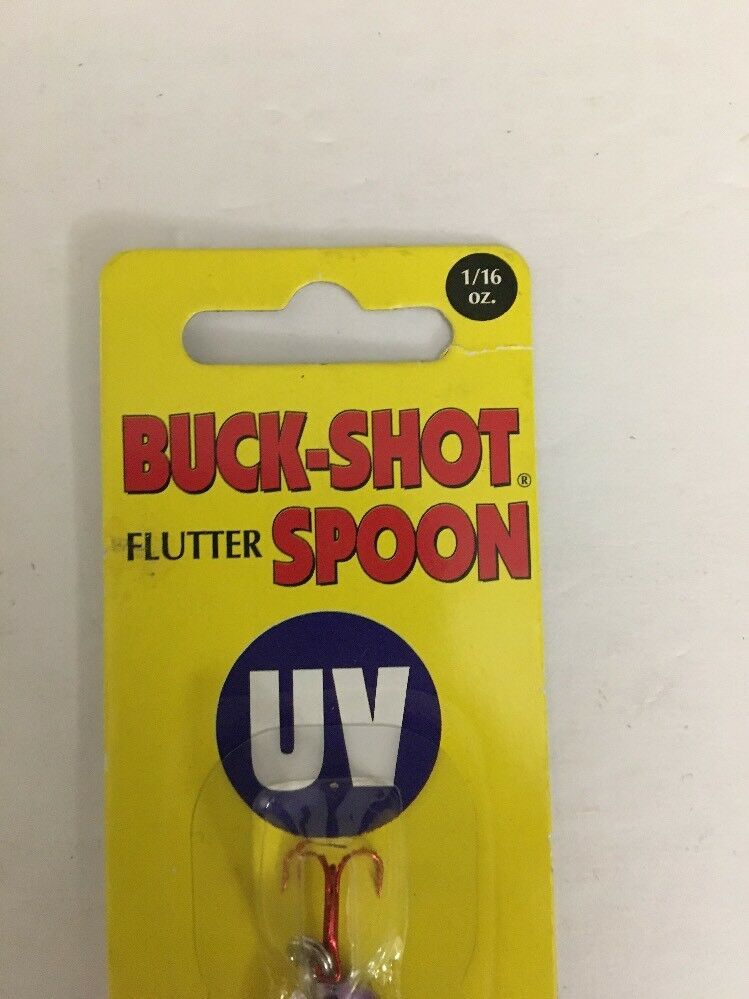 1/16
oz.
BUCK-SHOT®
FLUTTER SPOON
UV